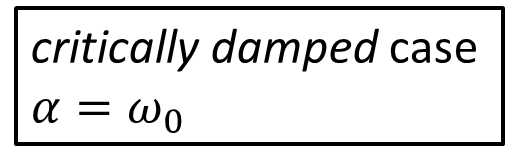 critically damped case
α = ω₀